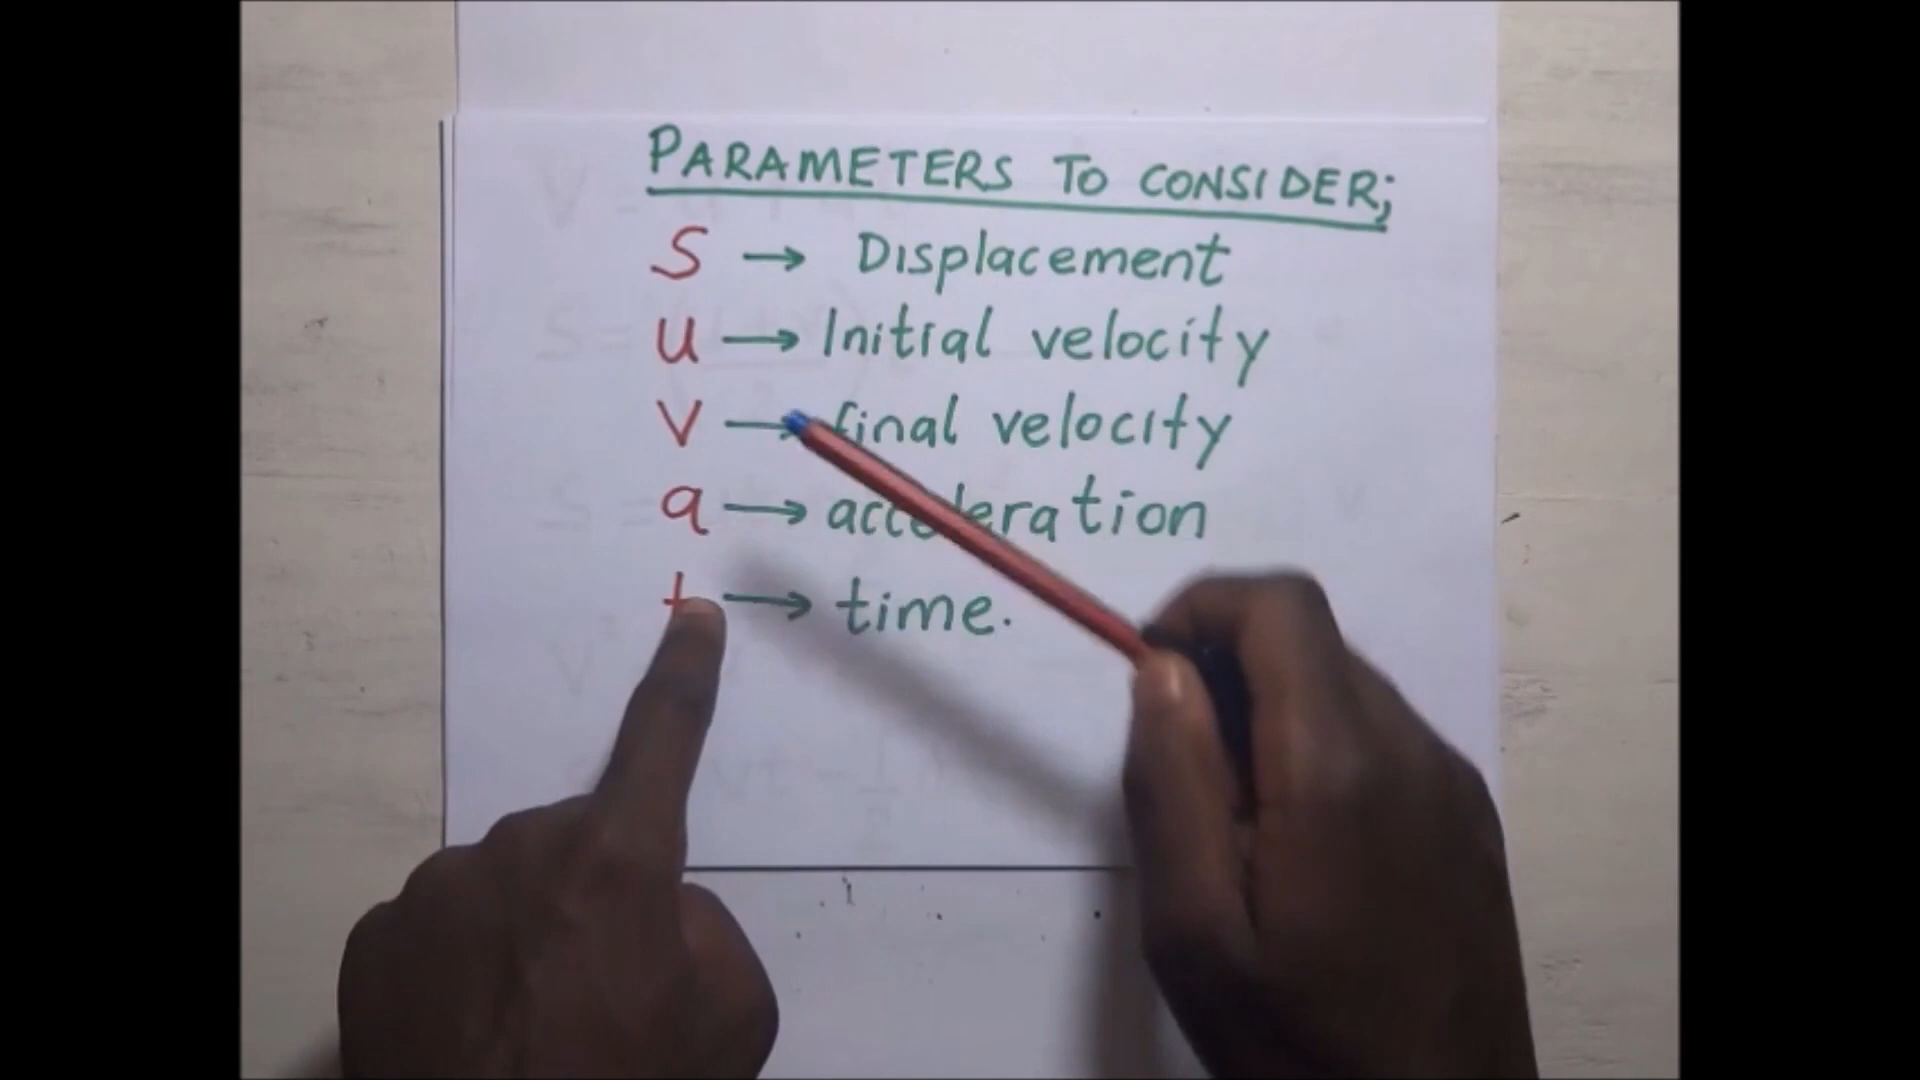 PARAMETERS TO CONSIDER;
S → Displacement
u → Initial velocity
v → final velocity
a → acceleration
t → time.